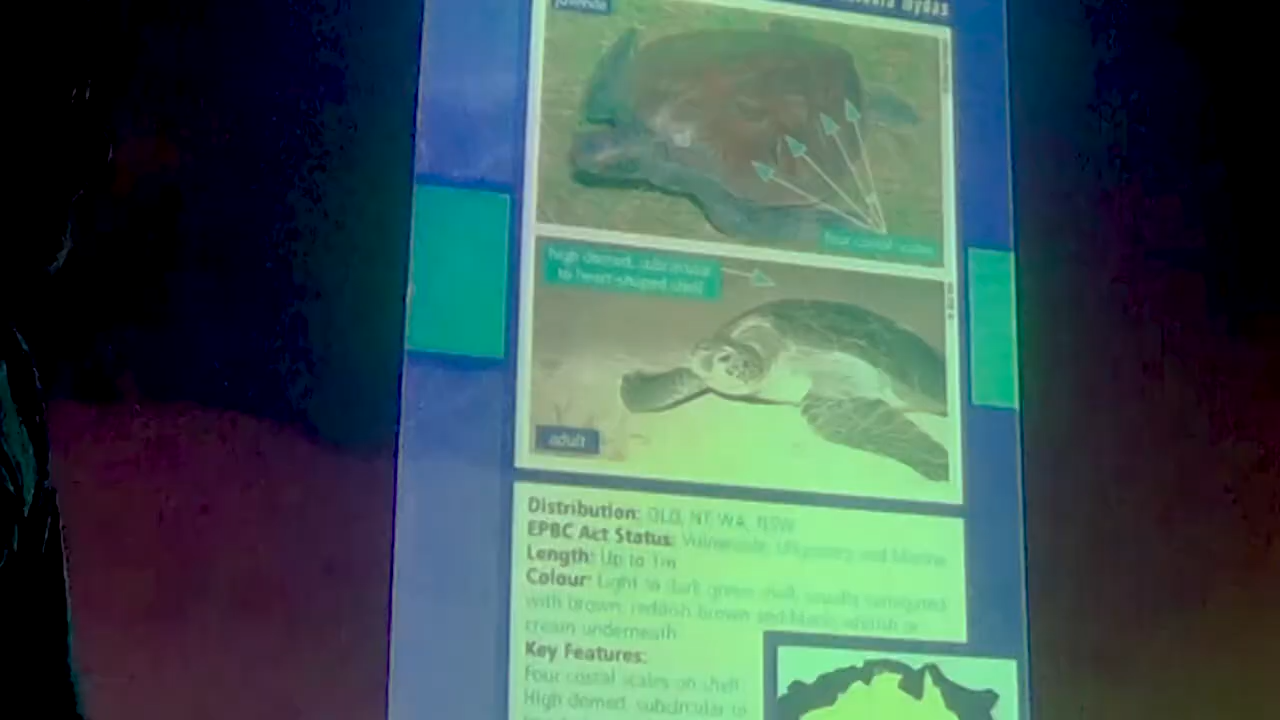 mydas
juvenile
four costal scales
high domed, subcircular
to heart-shaped shell
adult
Distribution: QLD, NT, WA, NSW
EPBC Act Status: Vulnerable, Migratory and Marine
Length: Up to 1m
Colour: Light to dark green and usually variegated
with brown, reddish brown and black, whitish or
cream underneath
Key Features:
Four costal scales on shell
High domed, subcircular to